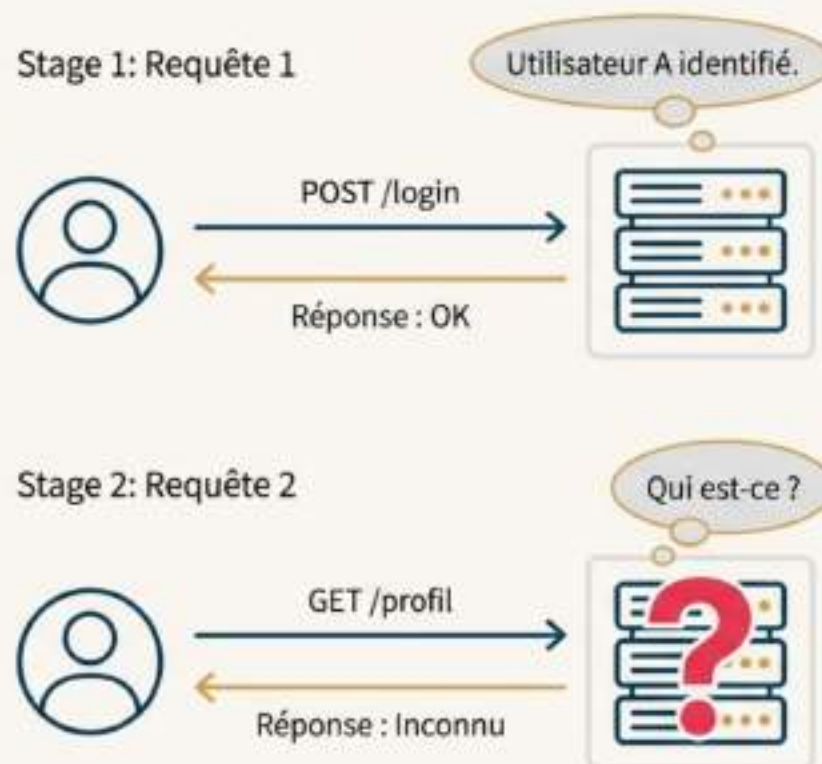 Stage 1: Requête 1
Utilisateur A identifié.
POST /login
Réponse : OK
Stage 2: Requête 2
Qui est-ce ?
GET /profil
?
Réponse : Inconnu